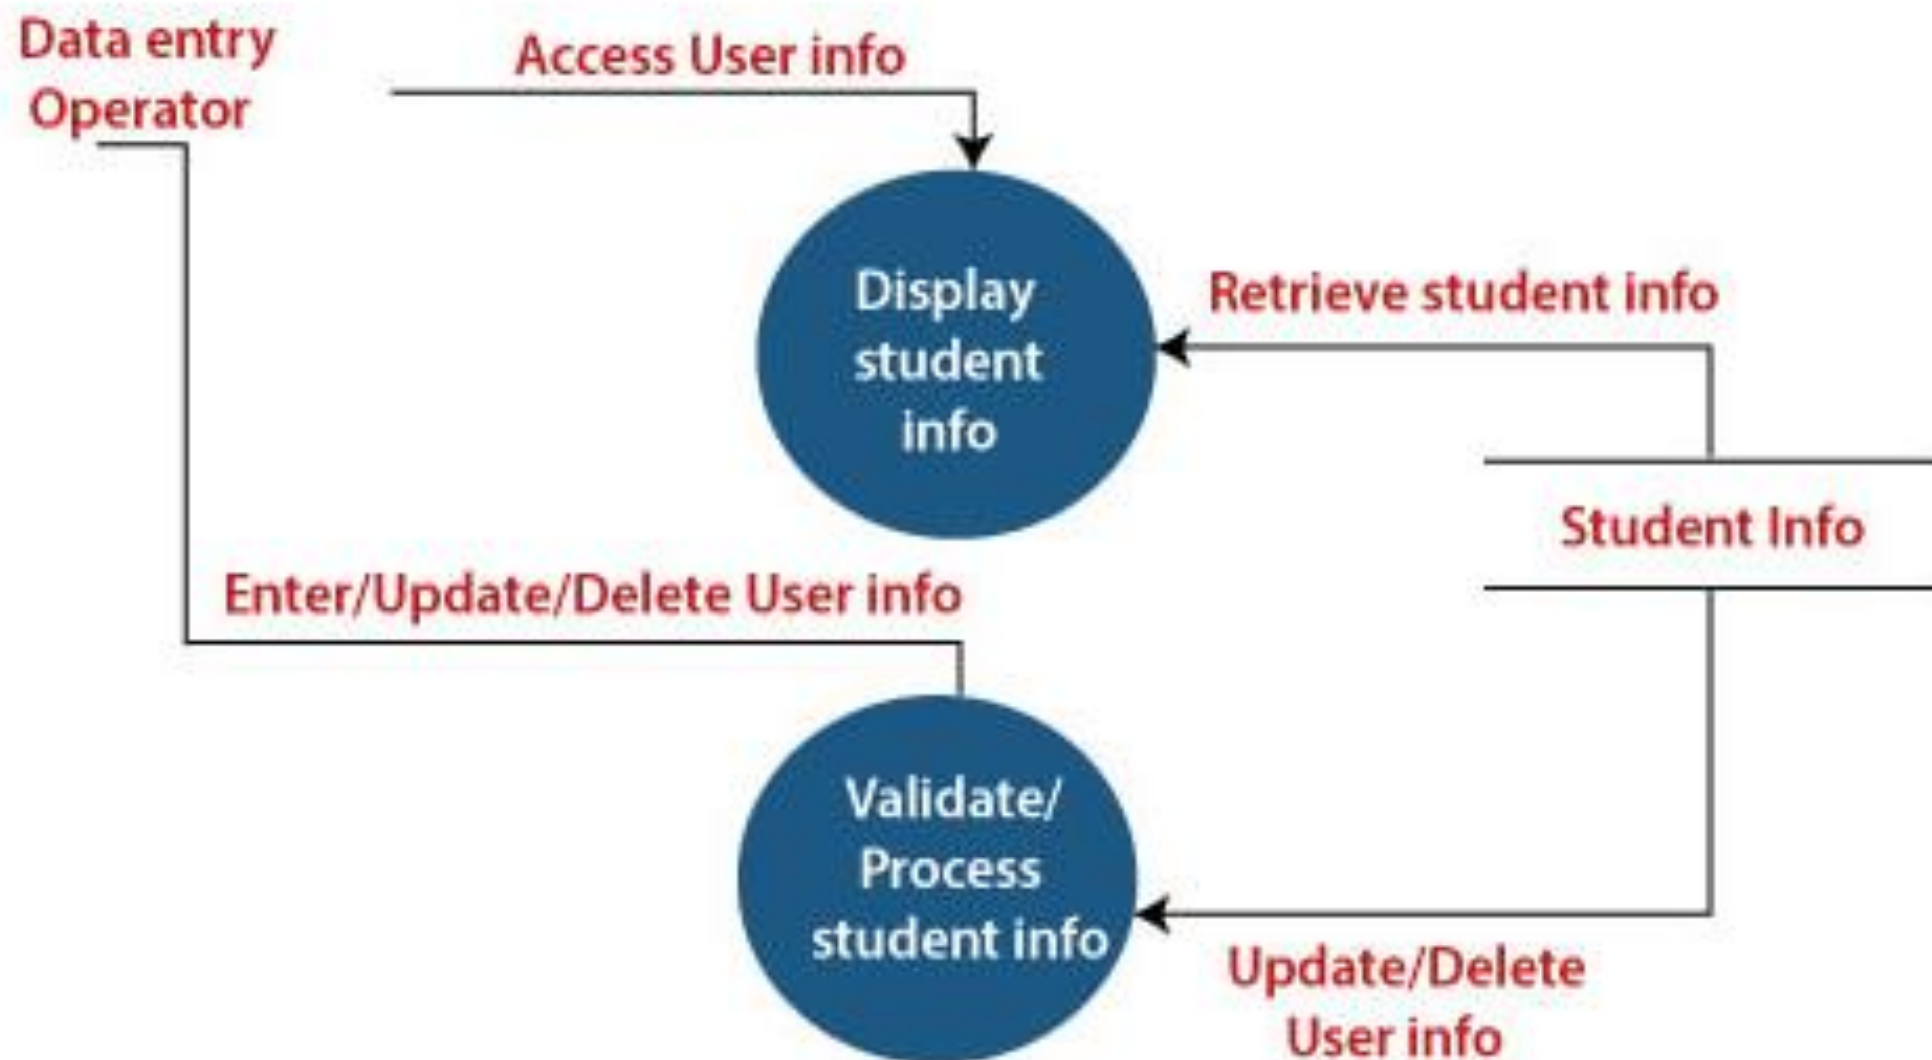 Data entry
Operator
Access User info
Display
student
info
Retrieve student info
Student Info
Enter/Update/Delete User info
Validate/
Process
student info
Update/Delete
User info